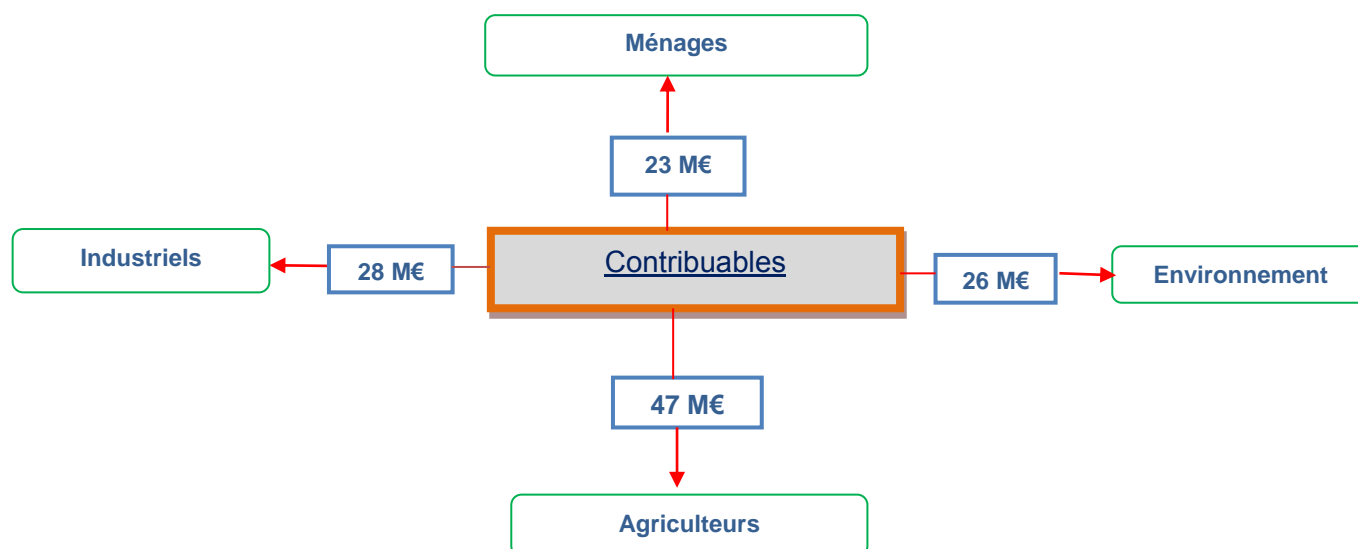 Ménages
23 M€
Industriels
28 M€
Contribuables
26 M€
Environnement
47 M€
Agriculteurs